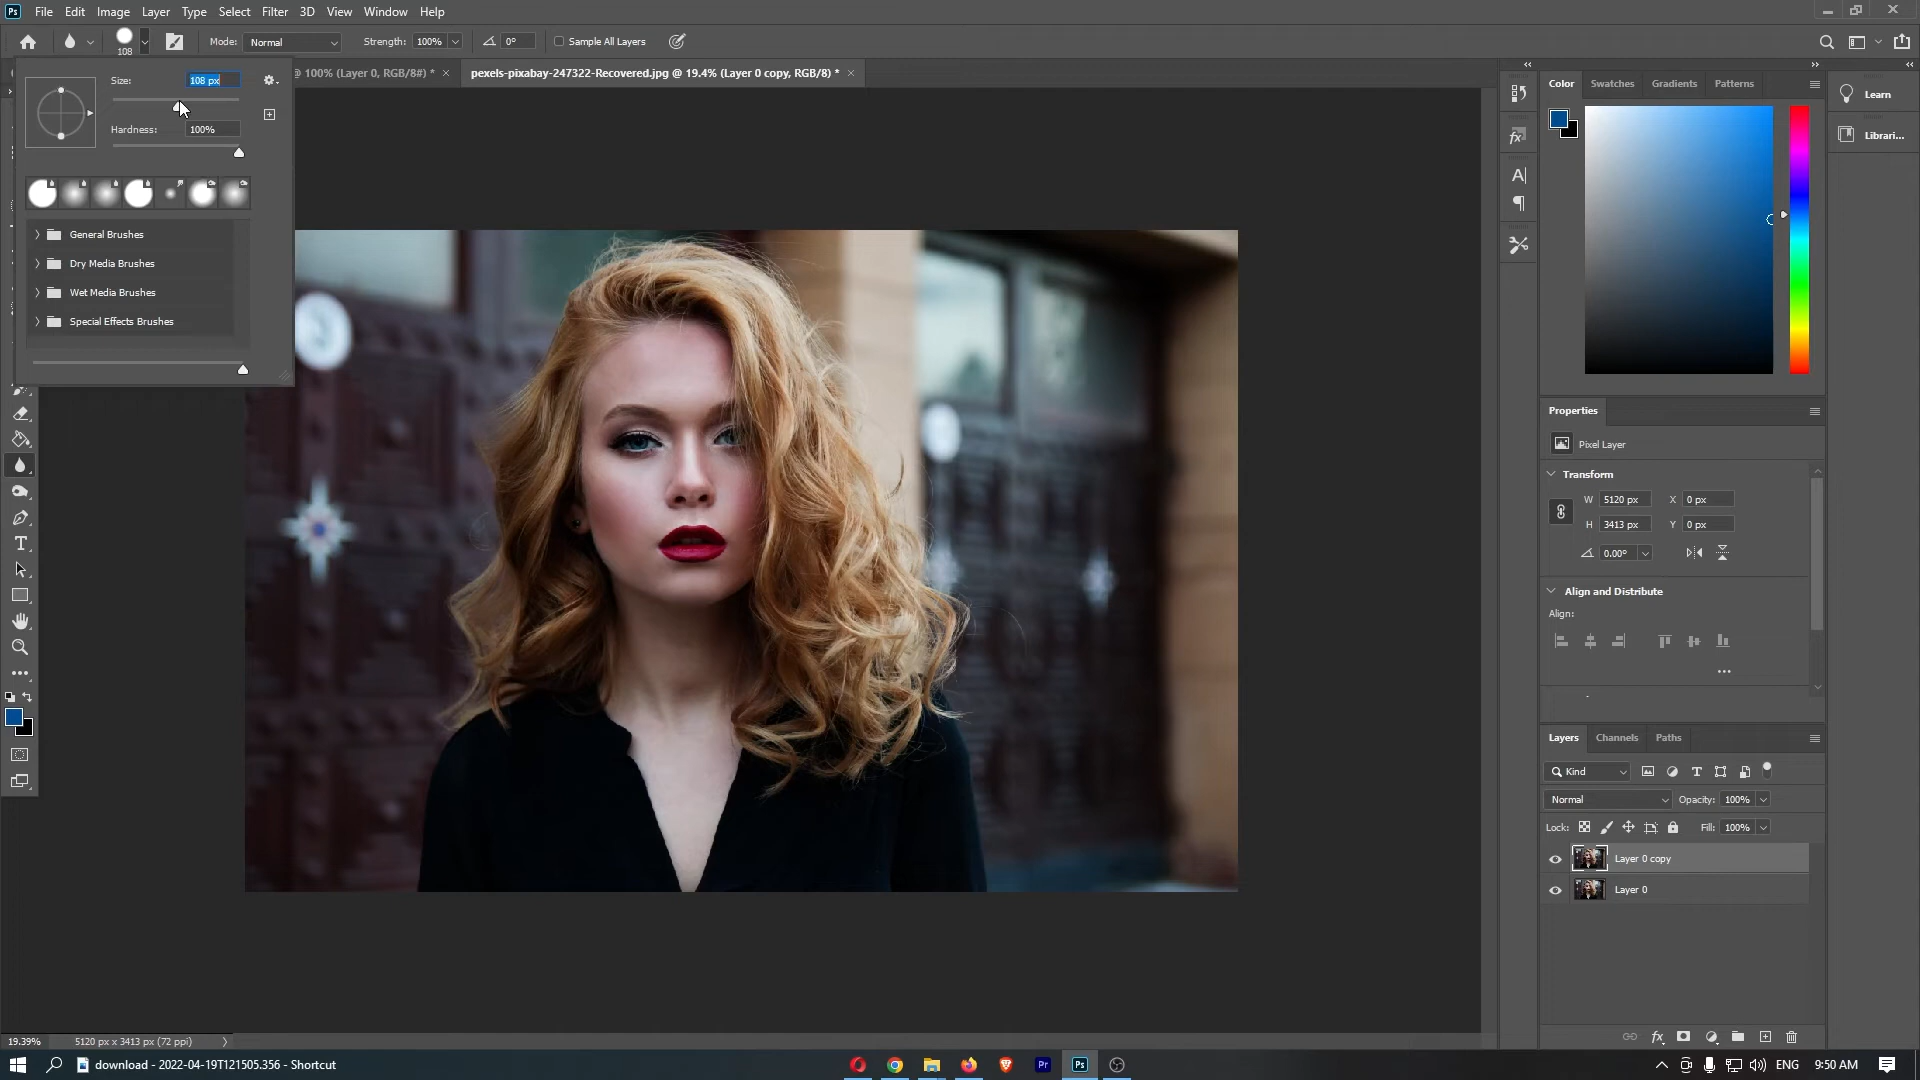 Ps File Edit Image Layer Type Select Filter 3D View Window Help
108 Mode: Normal Strength: 100% 0° Sample All Layers
@ 100% (Layer 0, RGB/8#) * × pexels-pixabay-247322-Recovered.jpg @ 19.4% (Layer 0 copy, RGB/8) * ×
Size: 108 px
Hardness: 100%
General Brushes
Dry Media Brushes
Wet Media Brushes
Special Effects Brushes
Color Swatches Gradients Patterns
Learn
Librari...
Properties
Pixel Layer
Transform
W 5120 px X 0 px
H 3413 px Y 0 px
0.00°
Align and Distribute
Align:
Layers Channels Paths
Kind
Normal Opacity: 100%
Lock: Fill: 100%
Layer 0 copy
Layer 0
19.39% 5120 px x 3413 px (72 ppi)
download - 2022-04-19T121505.356 - Shortcut
Pr Ps
ENG 9:50 AM